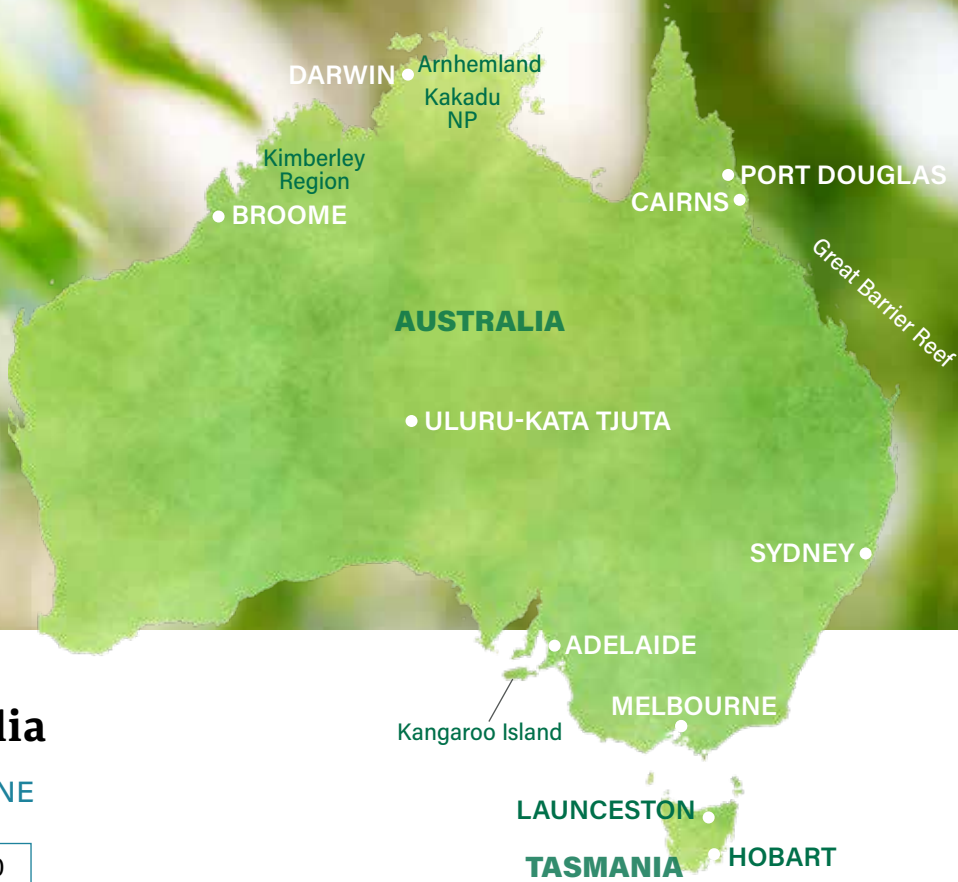 Arnhemland
DARWIN
Kakadu
NP
Kimberley
Region
PORT DOUGLAS
CAIRNS
BROOME
Great Barrier Reef
AUSTRALIA
ULURU-KATA TJUTA
SYDNEY
ADELAIDE
MELBOURNE
Kangaroo Island
lia
NE
LAUNCESTON
HOBART
TASMANIA